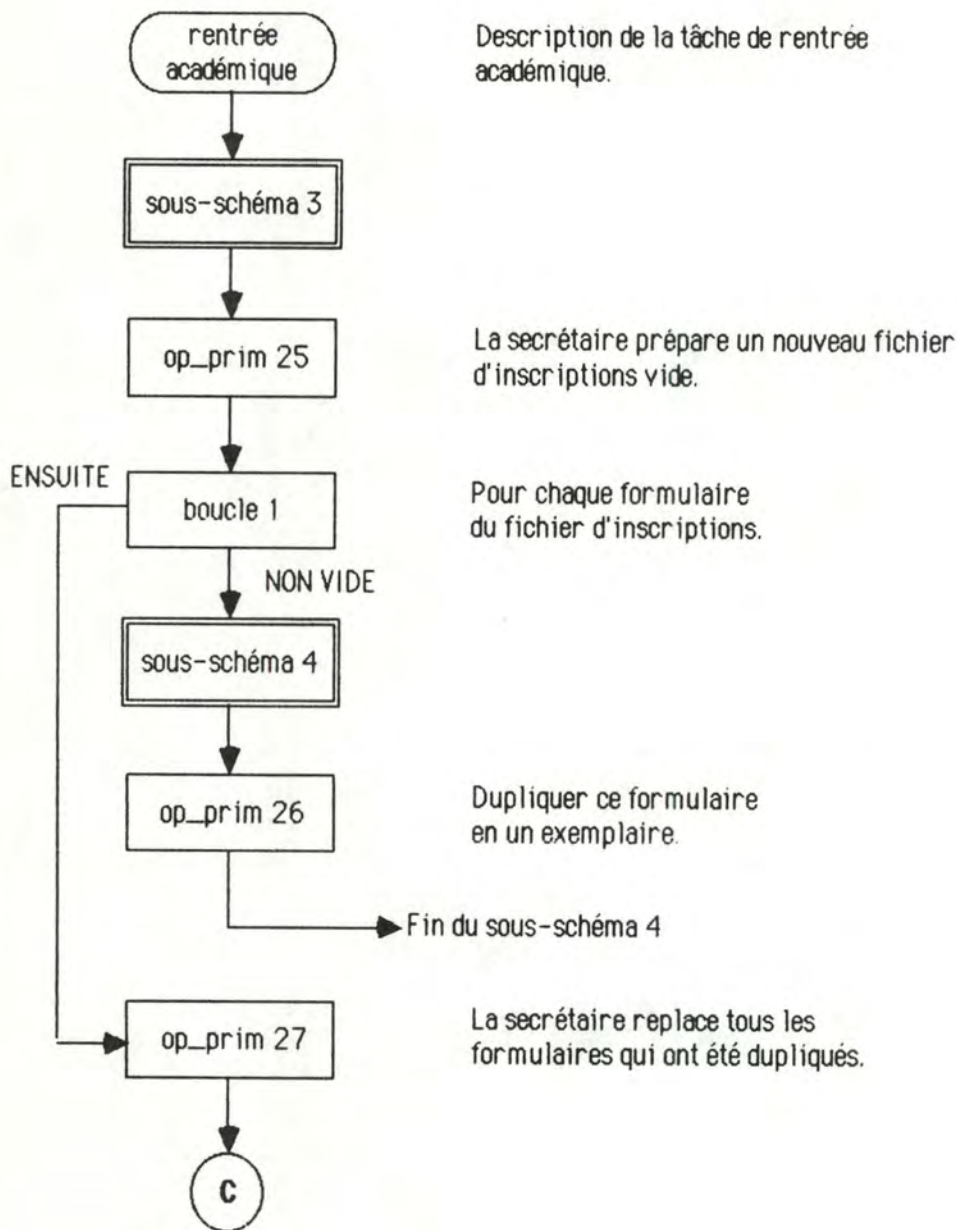 rentrée
académique
Description de la tâche de rentrée
académique.
sous-schéma 3
op_prim 25
La secrétaire prépare un nouveau fichier
d'inscriptions vide.
ENSUITE
boucle 1
Pour chaque formulaire
du fichier d'inscriptions.
NON VIDE
sous-schéma 4
op_prim 26
Dupliquer ce formulaire
en un exemplaire.
Fin du sous-schéma 4
op_prim 27
La secrétaire replace tous les
formulaires qui ont été dupliqués.
C